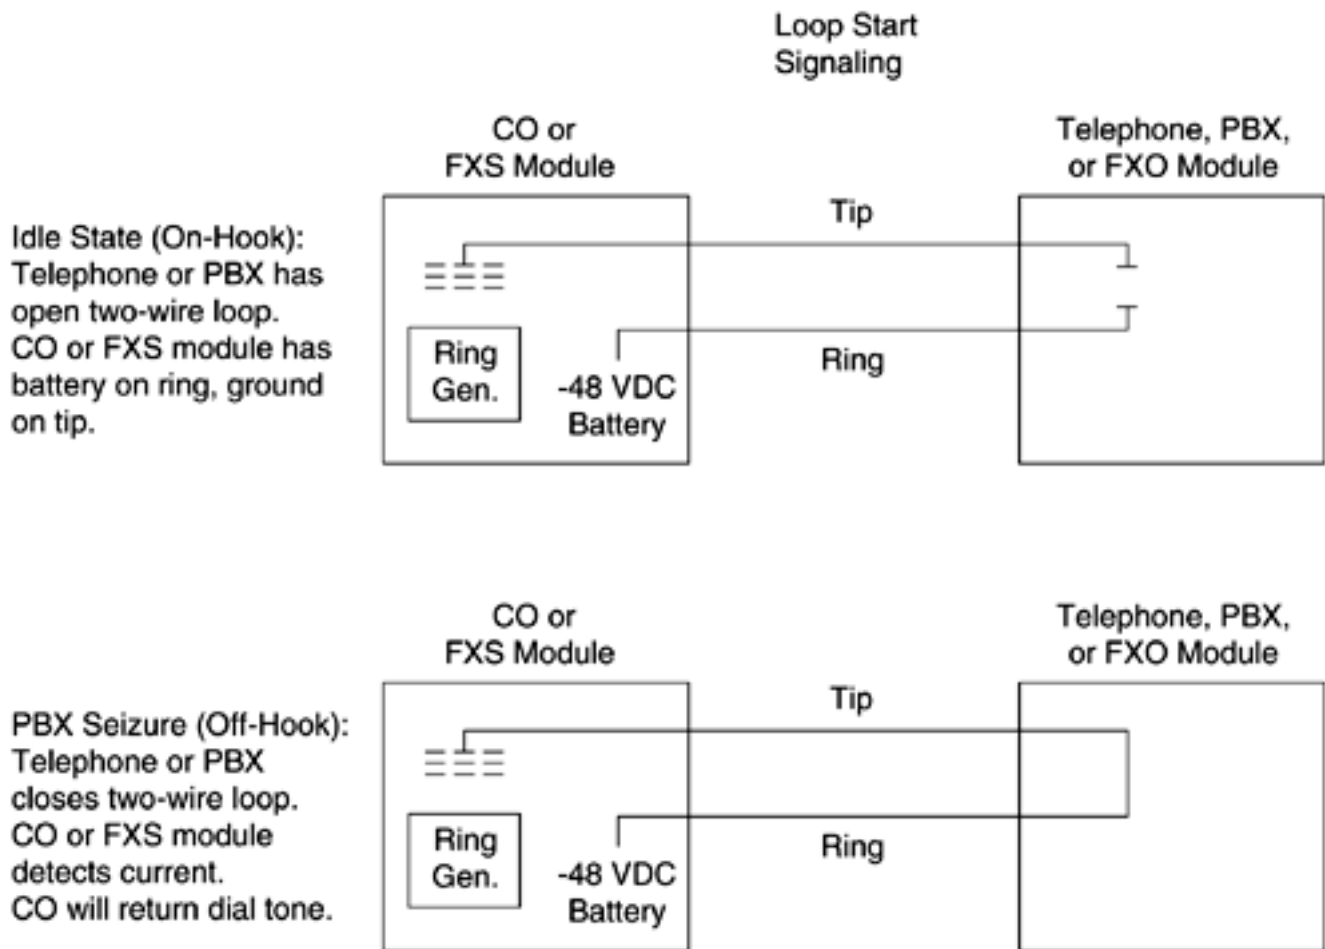 Loop Start
Signaling
CO or
FXS Module
Telephone, PBX,
or FXO Module
Idle State (On-Hook):
Telephone or PBX has
open two-wire loop.
CO or FXS module has
battery on ring, ground
on tip.
Tip
Ring
Gen.
-48 VDC
Battery
Ring
CO or
FXS Module
Telephone, PBX,
or FXO Module
PBX Seizure (Off-Hook):
Telephone or PBX
closes two-wire loop.
CO or FXS module
detects current.
CO will return dial tone.
Tip
Ring
Gen.
-48 VDC
Battery
Ring